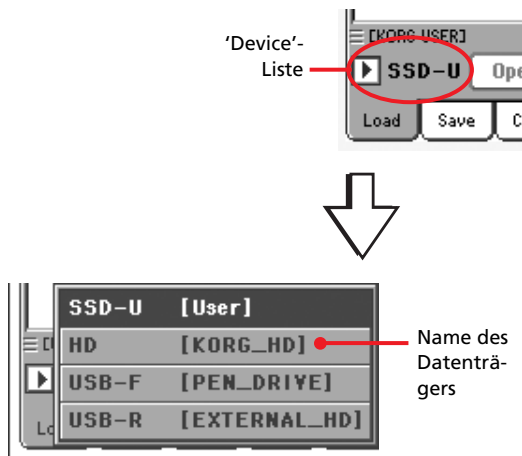 'Device'-
Liste
[KORG USER]
SSD-U Ope
Load Save C
SSD-U [User]
HD [KORG_HD]
USB-F [PEN_DRIVE]
USB-R [EXTERNAL_HD]
Lo
Name des
Datenträ-
gers